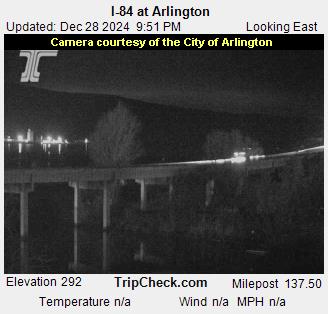 I-84 at Arlington
Updated: Dec 28 2024 9:51 PM Looking East
Camera courtesy of the City of Arlington
Elevation 292 TripCheck.com Milepost 137.50
Temperature n/a Wind n/a MPH n/a